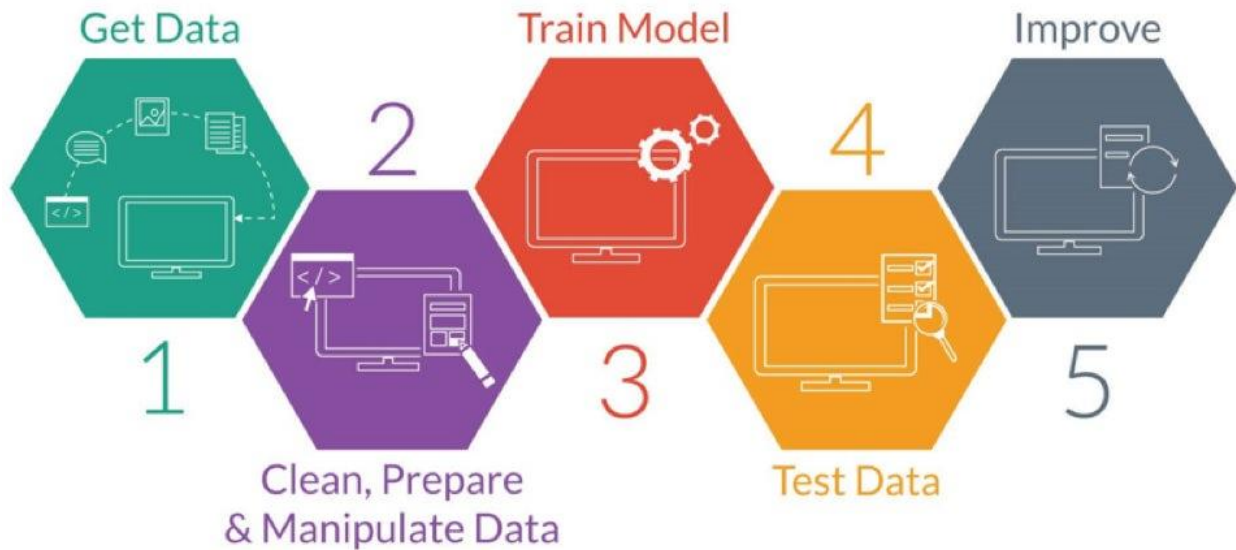 Get Data
1
2
Clean, Prepare
& Manipulate Data
Train Model
3
4
Test Data
Improve
5
</>
</>